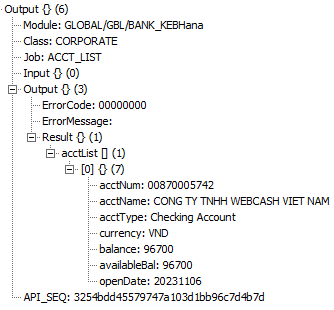 Output {} (6)
Module: GLOBAL/GBL/BANK_KEBHana
Class: CORPORATE
Job: ACCT_LIST
Input {} (0)
Output {} (3)
ErrorCode: 00000000
ErrorMessage:
Result {} (1)
acctList [] (1)
[0] {} (7)
acctNum: 00870005742
acctName: CONG TY TNHH WEBCASH VIET NAM
acctType: Checking Account
currency: VND
balance: 96700
availableBal: 96700
openDate: 20231106
API_SEQ: 3254bdd45579747a103d1bb96c7d4b7d